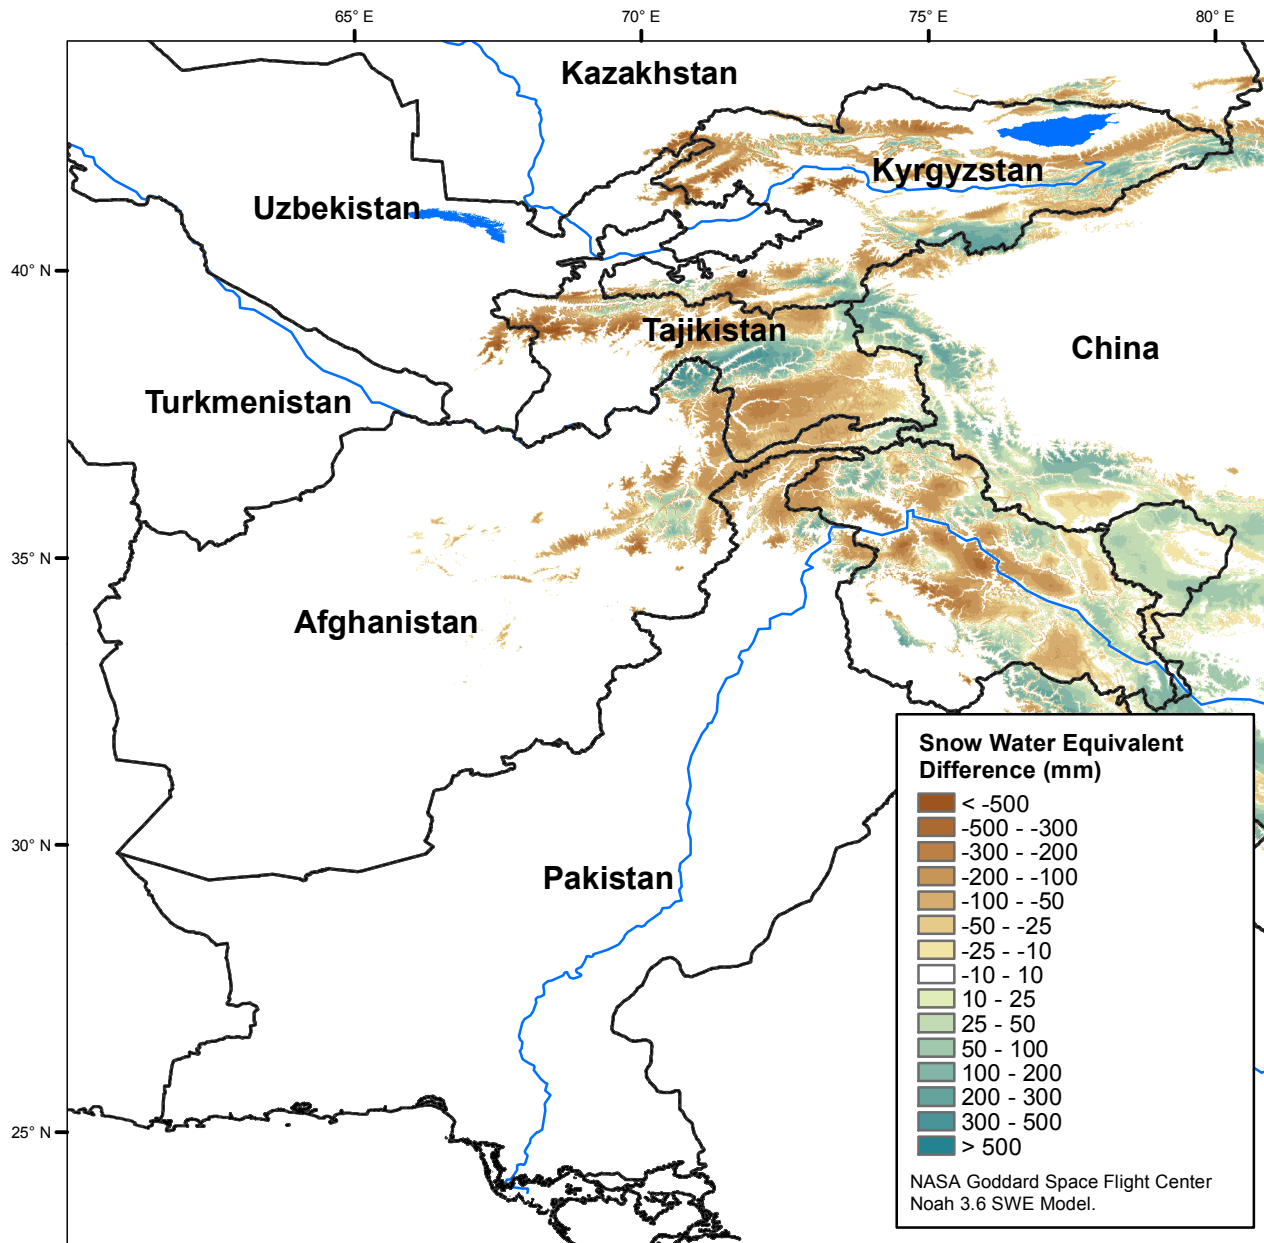 65° E 70° E 75° E 80° E
Kazakhstan
Kyrgyzstan
Uzbekistan
40° N
Tajikistan
China
Turkmenistan
35° N
Afghanistan
Snow Water Equivalent
Difference (mm)
< -500
-500 - -300
-300 - -200
-200 - -100
-100 - -50
-50 - -25
-25 - -10
-10 - 10
10 - 25
25 - 50
50 - 100
100 - 200
200 - 300
300 - 500
> 500
30° N
Pakistan
25° N
NASA Goddard Space Flight Center
Noah 3.6 SWE Model.